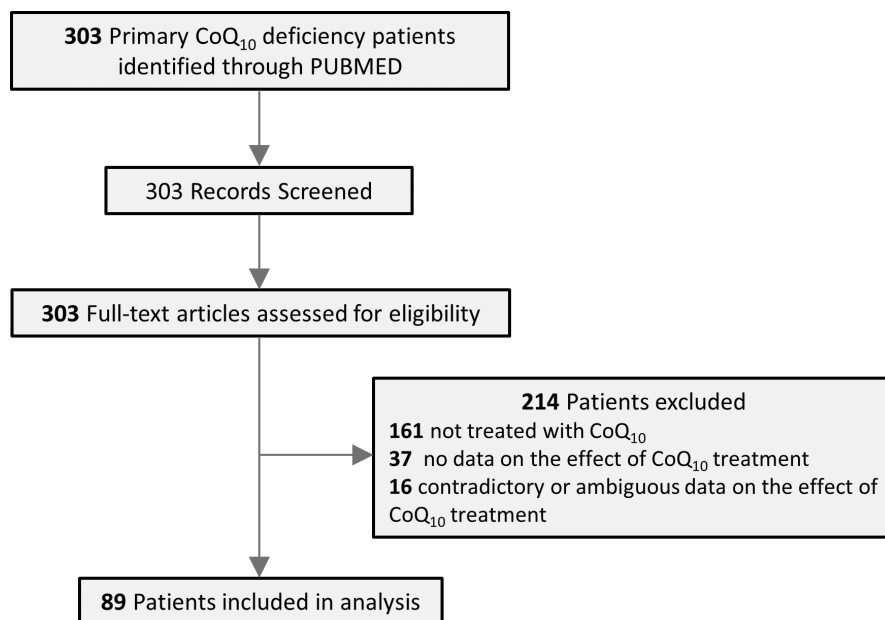 303 Primary CoQ10 deficiency patients
identified through PUBMED
303 Records Screened
303 Full-text articles assessed for eligibility
214 Patients excluded
161 not treated with CoQ10
37 no data on the effect of CoQ10 treatment
16 contradictory or ambiguous data on the effect of
CoQ10 treatment
89 Patients included in analysis